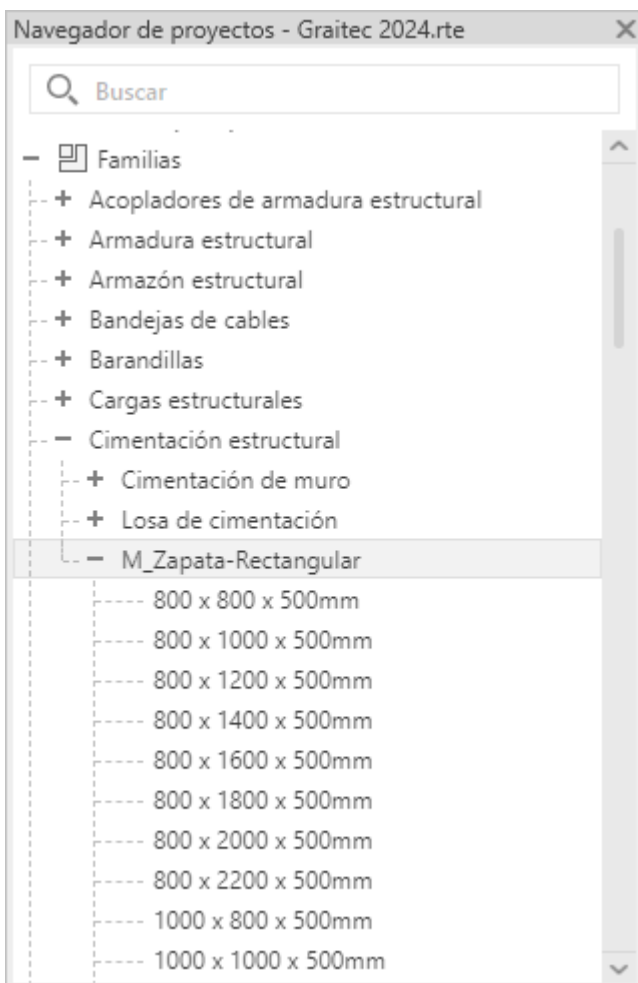 Navegador de proyectos - Graitec 2024.rte
Buscar
Familias
Acopladores de armadura estructural
Armadura estructural
Armazón estructural
Bandejas de cables
Barandillas
Cargas estructurales
Cimentación estructural
Cimentación de muro
Losa de cimentación
M_Zapata-Rectangular
800 x 800 x 500mm
800 x 1000 x 500mm
800 x 1200 x 500mm
800 x 1400 x 500mm
800 x 1600 x 500mm
800 x 1800 x 500mm
800 x 2000 x 500mm
800 x 2200 x 500mm
1000 x 800 x 500mm
1000 x 1000 x 500mm